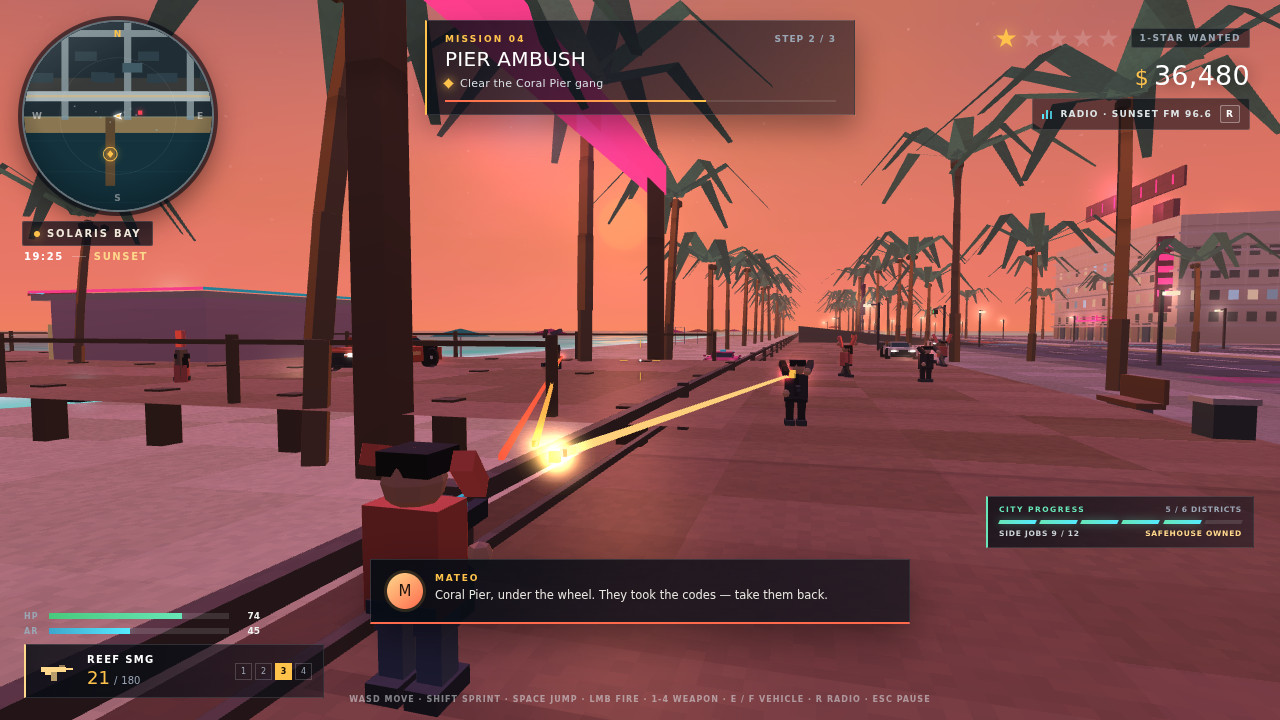 N
W
E
S
SOLARIS BAY
19:25 — SUNSET
MISSION 04
STEP 2 / 3
PIER AMBUSH
Clear the Coral Pier gang
1-STAR WANTED
$ 36,480
RADIO · SUNSET FM 96.6 R
CITY PROGRESS
5 / 6 DISTRICTS
SIDE JOBS 9 / 12
SAFEHOUSE OWNED
M
MATEO
Coral Pier, under the wheel. They took the codes — take them back.
HP 74
AR 45
REEF SMG
21 / 180
1 2 3 4
WASD MOVE · SHIFT SPRINT · SPACE JUMP · LMB FIRE · 1-4 WEAPON · E / F VEHICLE · R RADIO · ESC PAUSE